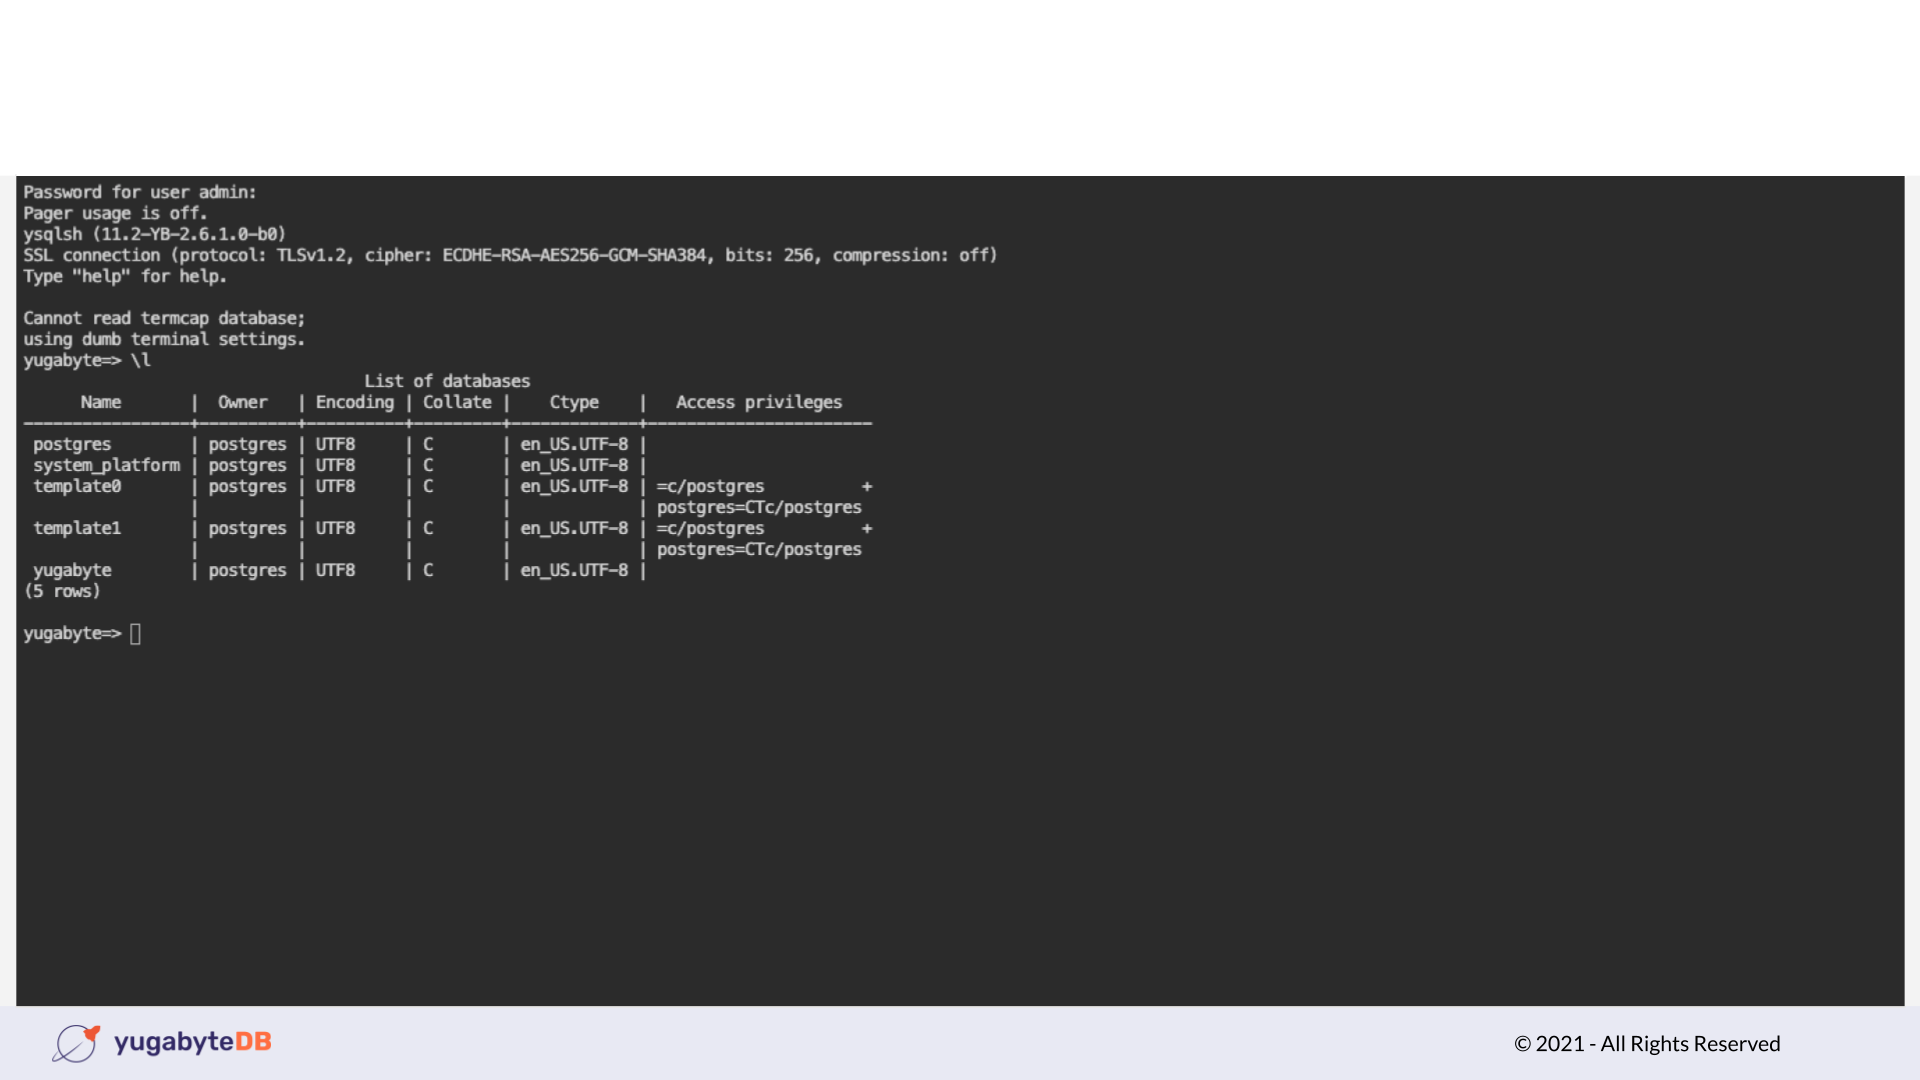 Password for user admin:
Pager usage is off.
ysqlsh (11.2-YB-2.6.1.0-b0)
SSL connection (protocol: TLSv1.2, cipher: ECDHE-RSA-AES256-GCM-SHA384, bits: 256, compression: off)
Type "help" for help.

Cannot read termcap database;
using dumb terminal settings.
yugabyte=> \l
                                   List of databases
      Name       |  Owner   | Encoding | Collate |    Ctype    |   Access privileges
-----------------+----------+----------+---------+-------------+-----------------------
 postgres        | postgres | UTF8     | C       | en_US.UTF-8 |
 system_platform | postgres | UTF8     | C       | en_US.UTF-8 |
 template0       | postgres | UTF8     | C       | en_US.UTF-8 | =c/postgres          +
                 |          |          |         |             | postgres=CTc/postgres
 template1       | postgres | UTF8     | C       | en_US.UTF-8 | =c/postgres          +
                 |          |          |         |             | postgres=CTc/postgres
 yugabyte        | postgres | UTF8     | C       | en_US.UTF-8 |
(5 rows)

yugabyte=>
yugabyteDB
© 2021 - All Rights Reserved